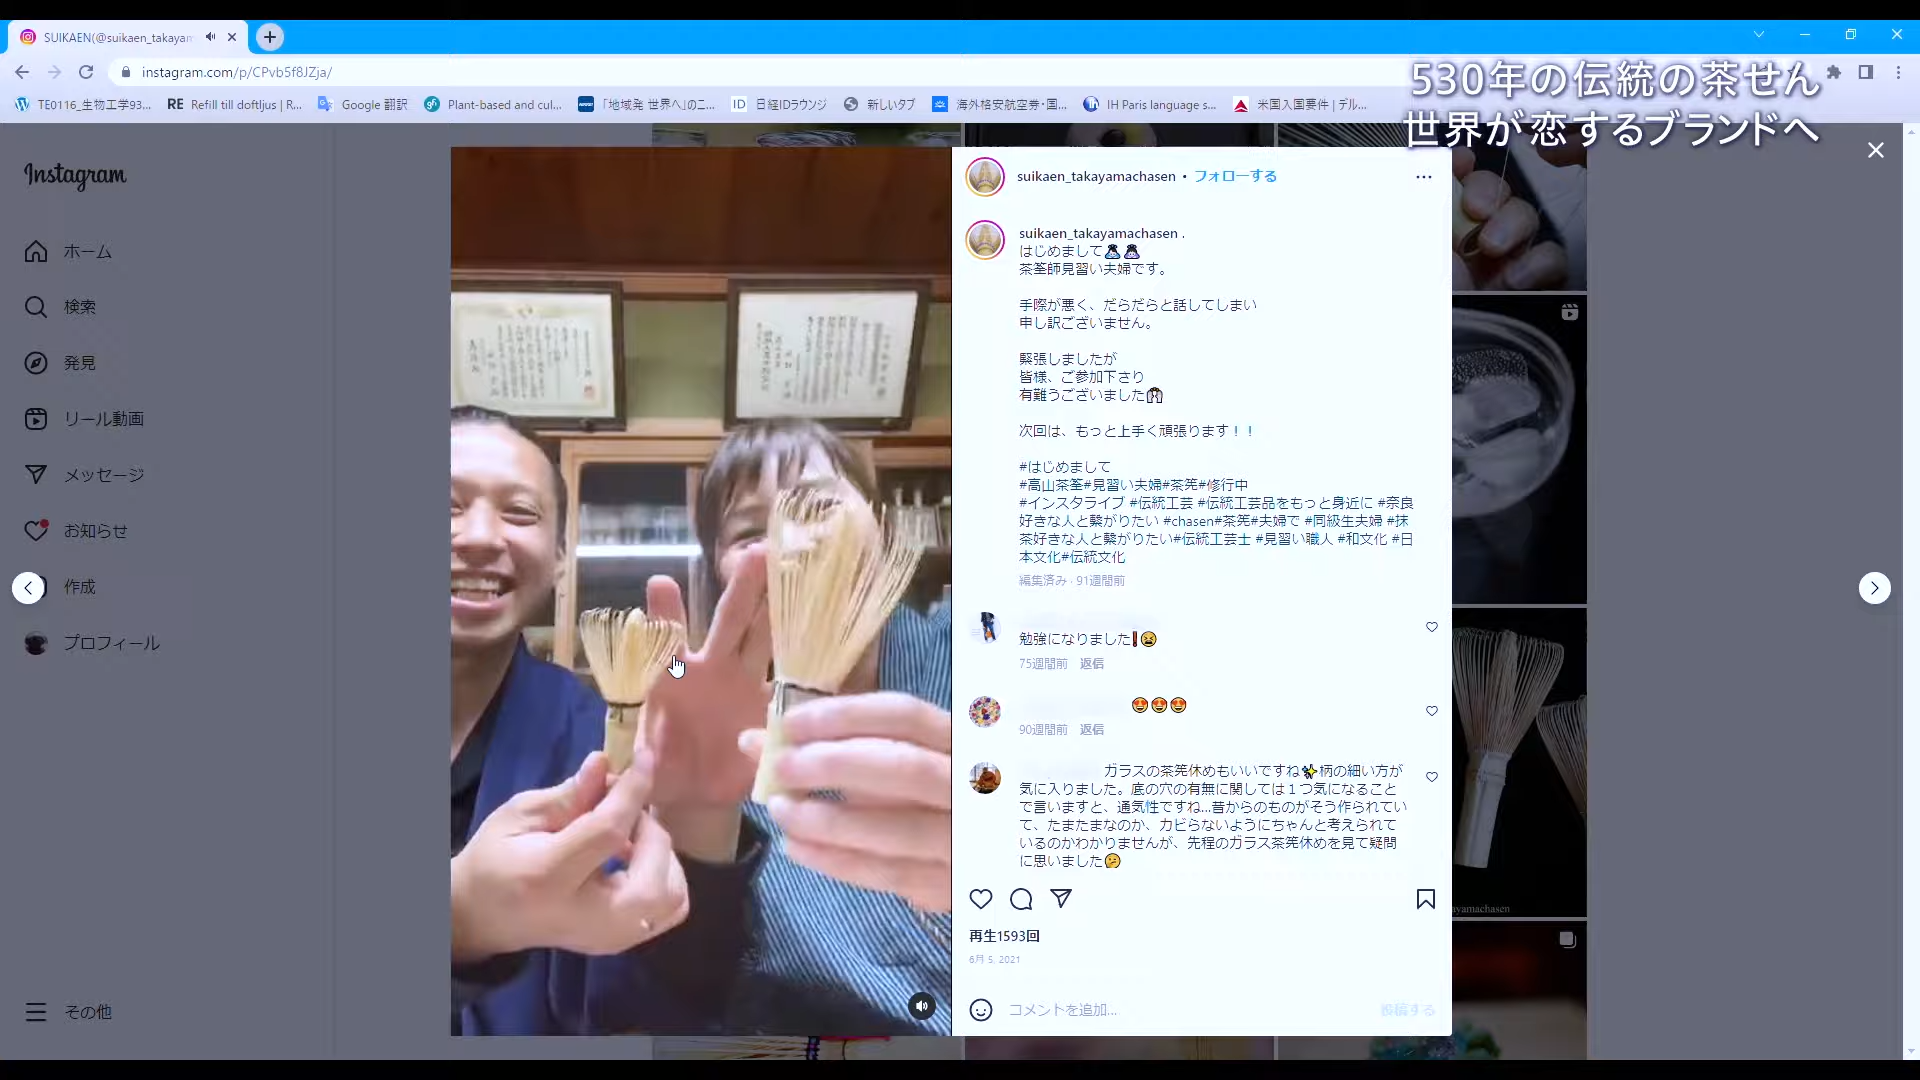 SUIKAEN(@suikaen_takayam
instagram.com/p/CPvb5f8JZja/
TE0116_生物工学93...
RE Refill till doftljus | R...
Google 翻訳
Plant-based and cul...
「地域発 世界へ」のニ...
ID 日経IDラウンジ
新しいタブ
海外格安航空券・国...
IH Paris language s...
米国入国要件 | デル...
530年の伝統の茶せん
世界が恋するブランドへ
Instagram
ホーム
検索
発見
リール動画
メッセージ
お知らせ
作成
プロフィール
その他
suikaen_takayamachasen • フォローする
suikaen_takayamachasen .
はじめまして
茶筌師見習い夫婦です。
手際が悪く、だらだらと話してしまい
申し訳ございません。
緊張しましたが
皆様、ご参加下さり
有難うございました
次回は、もっと上手く頑張ります！！
#はじめまして
#高山茶筌#見習い夫婦#茶筅#修行中
#インスタライブ #伝統工芸 #伝統工芸品をもっと身近に #奈良
好きな人と繋がりたい #chasen#茶筅#夫婦で #同級生夫婦 #抹
茶好きな人と繋がりたい#伝統工芸士 #見習い職人 #和文化 #日
本文化#伝統文化
編集済み · 91週間前
勉強になりました❗😫
75週間前 返信
😍😍😍
90週間前 返信
ガラスの茶筅休めもいいですね✨柄の細い方が
気に入りました。底の穴の有無に関しては１つ気になること
で言いますと、通気性ですね...昔からのものがそう作られてい
て、たまたまなのか、カビらないようにちゃんと考えられて
いるのかわかりませんが、先程のガラス茶筅休めを見て疑問
に思いました🤔
再生1593回
6月 5, 2021
コメントを追加...
投稿する
ayamachasen